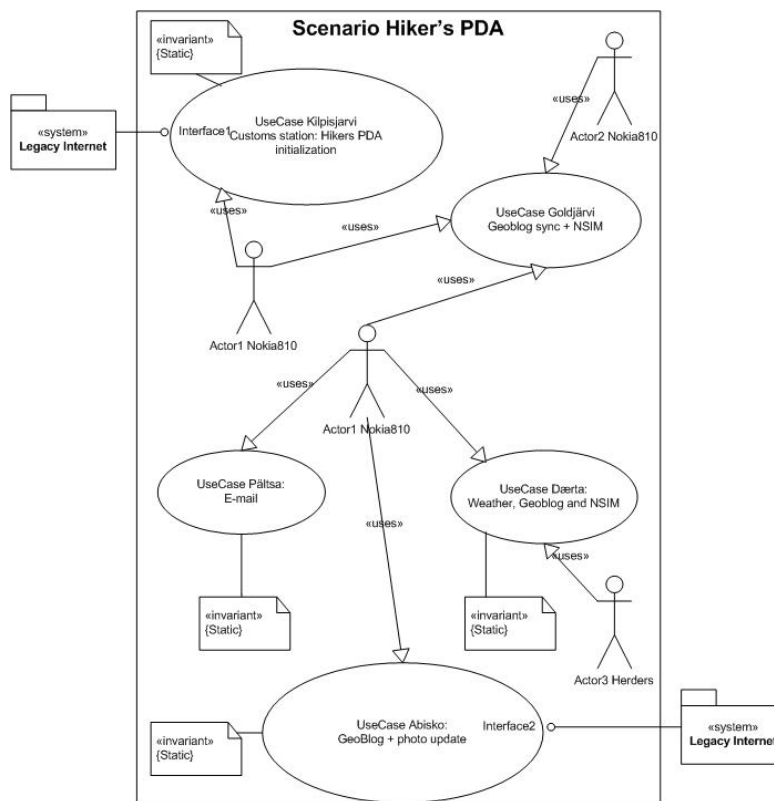 Scenario Hiker's PDA
«invariant»
{Static}
«uses»
UseCase Kilpisjarvi
Customs station: Hikers PDA
initialization
Interface1
«system»
Legacy Internet
Actor2 Nokia810
«uses»
«uses»
UseCase Goldjärvi
Geoblog sync + NSIM
«uses»
Actor1 Nokia810
«uses»
Actor1 Nokia810
«uses»
«uses»
UseCase Pältsa:
E-mail
UseCase Dærta:
Weather, Geoblog and NSIM
«uses»
«uses»
«invariant»
{Static}
«invariant»
{Static}
Actor3 Herders
UseCase Abisko:
GeoBlog + photo update
Interface2
«invariant»
{Static}
«system»
Legacy Internet